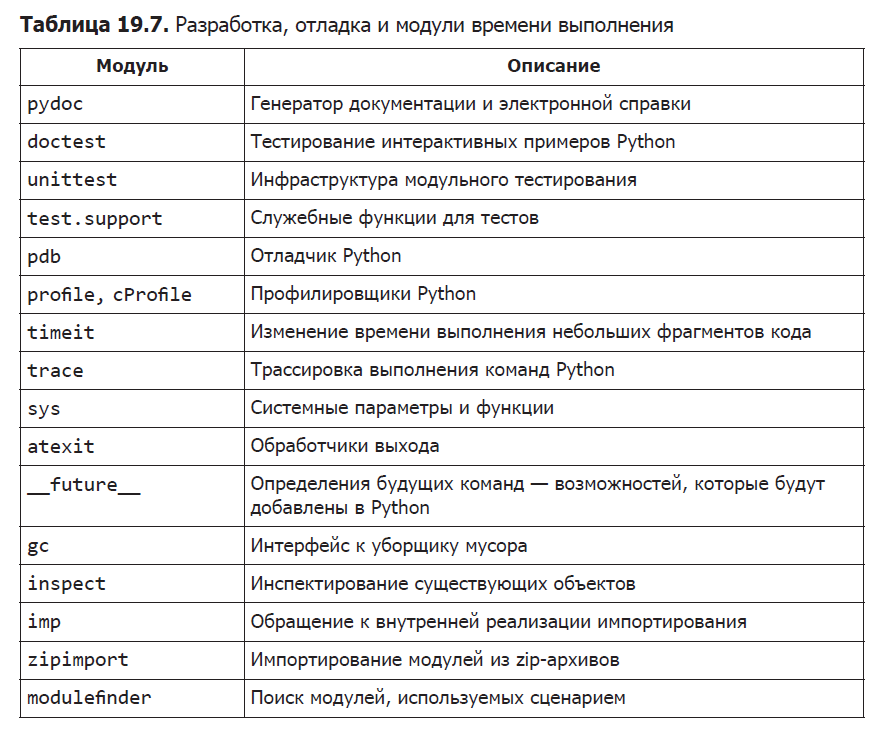 Таблица 19.7. Разработка, отладка и модули времени выполнения
Модуль Описание
pydoc Генератор документации и электронной справки
doctest Тестирование интерактивных примеров Python
unittest Инфраструктура модульного тестирования
test.support Служебные функции для тестов
pdb Отладчик Python
profile, cProfile Профилировщики Python
timeit Изменение времени выполнения небольших фрагментов кода
trace Трассировка выполнения команд Python
sys Системные параметры и функции
atexit Обработчики выхода
__future__ Определения будущих команд — возможностей, которые будут
добавлены в Python
gc Интерфейс к уборщику мусора
inspect Инспектирование существующих объектов
imp Обращение к внутренней реализации импортирования
zipimport Импортирование модулей из zip-архивов
modulefinder Поиск модулей, используемых сценарием